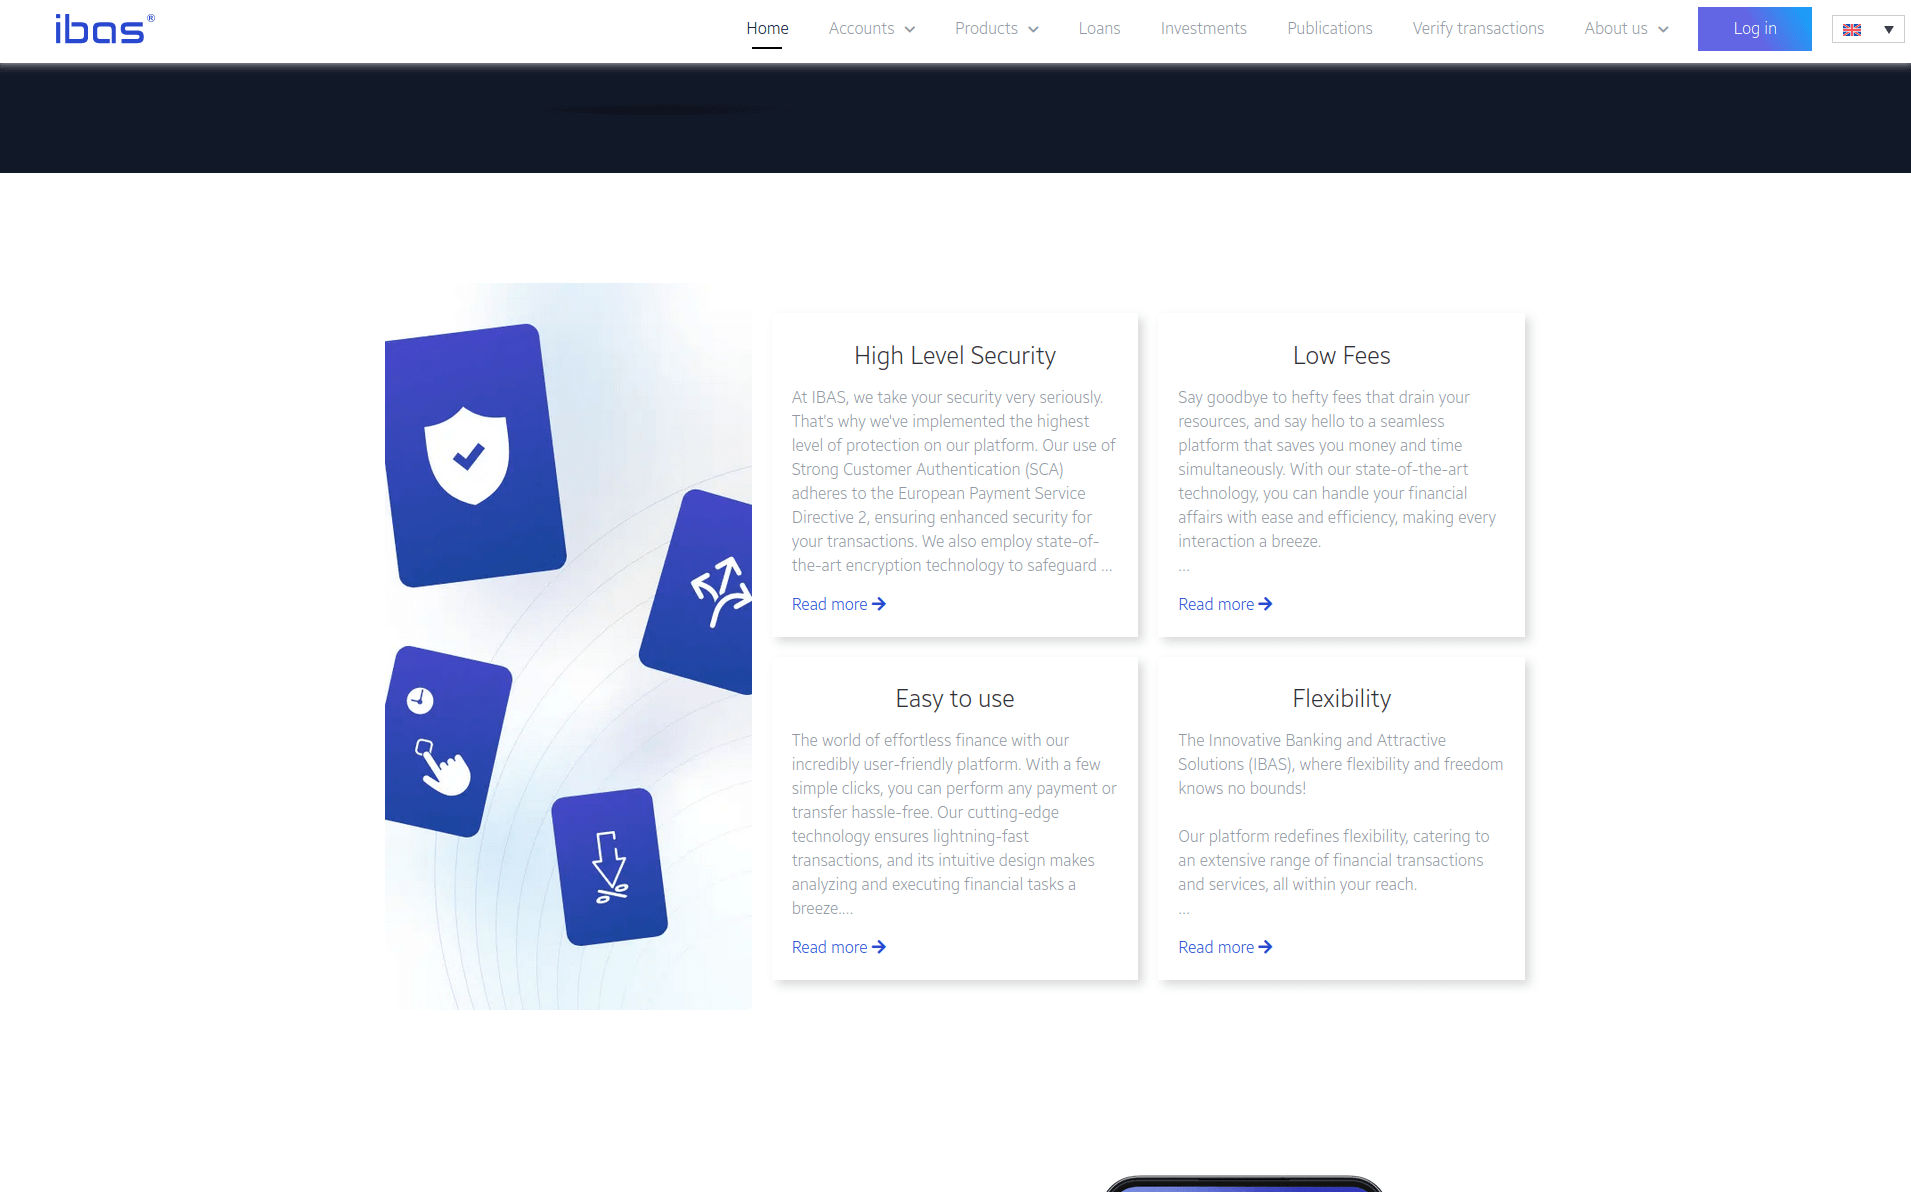 ibas®
Home Accounts Products Loans Investments Publications Verify transactions About us Log in
High Level Security
At IBAS, we take your security very seriously.
That's why we've implemented the highest
level of protection on our platform. Our use of
Strong Customer Authentication (SCA)
adheres to the European Payment Service
Directive 2, ensuring enhanced security for
your transactions. We also employ state-of-
the-art encryption technology to safeguard ...
Read more
Low Fees
Say goodbye to hefty fees that drain your
resources, and say hello to a seamless
platform that saves you money and time
simultaneously. With our state-of-the-art
technology, you can handle your financial
affairs with ease and efficiency, making every
interaction a breeze.
...
Read more
Easy to use
The world of effortless finance with our
incredibly user-friendly platform. With a few
simple clicks, you can perform any payment or
transfer hassle-free. Our cutting-edge
technology ensures lightning-fast
transactions, and its intuitive design makes
analyzing and executing financial tasks a
breeze....
Read more
Flexibility
The Innovative Banking and Attractive
Solutions (IBAS), where flexibility and freedom
knows no bounds!
Our platform redefines flexibility, catering to
an extensive range of financial transactions
and services, all within your reach.
...
Read more